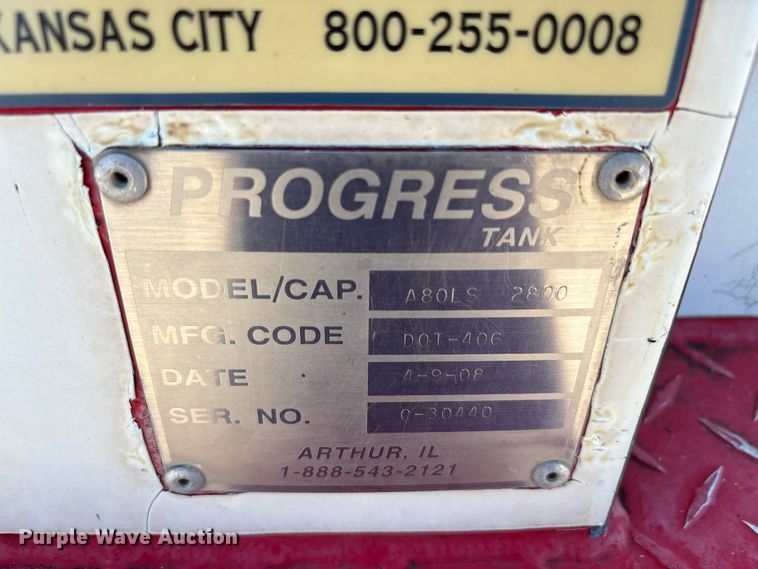 KANSAS CITY 800-255-0008
PROGRESS
TANK
MODEL/CAP. A80LS 2800
MFG. CODE DOT-406
DATE 4-9-08
SER. NO. C-30440
ARTHUR, IL
1-888-543-2121
Purple Wave Auction